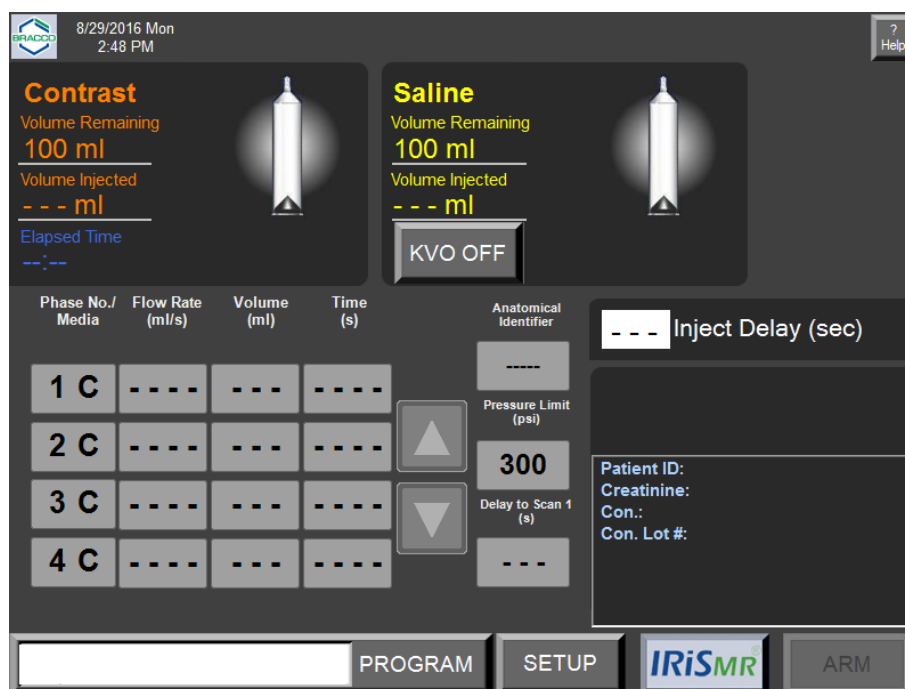 BRACCO
8/29/2016 Mon
2:48 PM
?
Help
Contrast
Volume Remaining
100 ml
Volume Injected
- - - ml
Elapsed Time
--:--
Saline
Volume Remaining
100 ml
Volume Injected
- - - ml
KVO OFF
Phase No./ Media
Flow Rate (ml/s)
Volume (ml)
Time (s)
1 C - - - - - - - - - - -
2 C - - - - - - - - - - -
3 C - - - - - - - - - - -
4 C - - - - - - - - - - -
Anatomical
Identifier
-----
Pressure Limit
(psi)
300
Delay to Scan 1
(s)
- - -
- - - Inject Delay (sec)
Patient ID:
Creatinine:
Con.:
Con. Lot #:
PROGRAM
SETUP
IRiSMR®
ARM